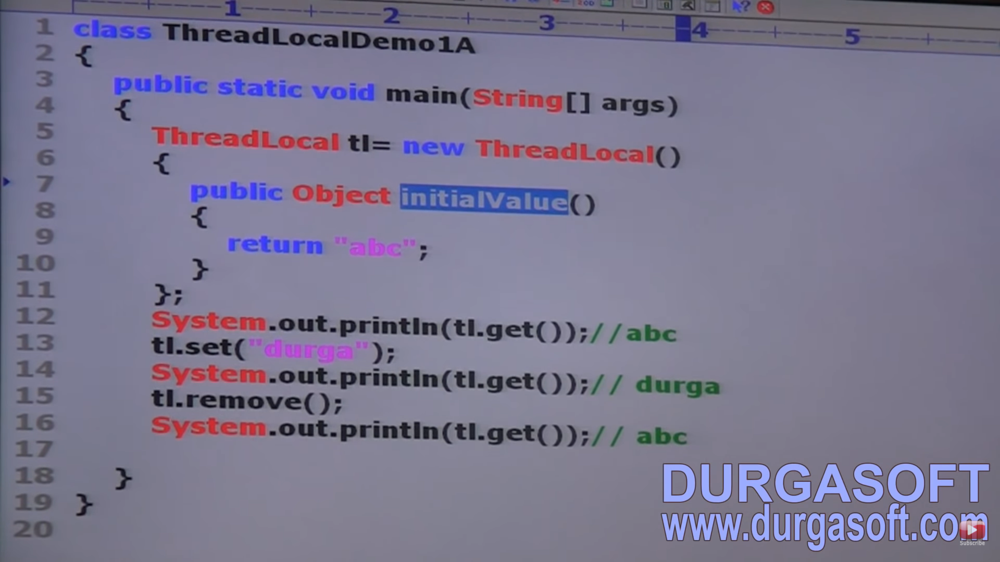 1 2 3 4 5
1 class ThreadLocalDemo1A
2 {
3 public static void main(String[] args)
4 {
5 ThreadLocal tl= new ThreadLocal()
6 {
7 public Object initialValue()
8 {
9 return "abc";
10 }
11 };
12 System.out.println(tl.get());//abc
13 tl.set("durga");
14 System.out.println(tl.get());// durga
15 tl.remove();
16 System.out.println(tl.get());// abc
17
18 }
19 }
20
DURGASOFT
www.durgasoft.com
Subscribe